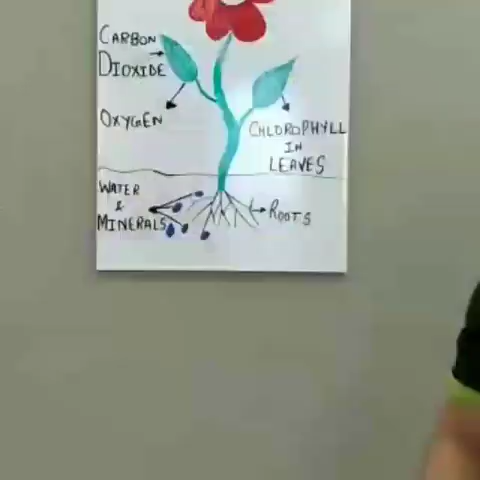 CARBON
DIOXIDE
OXYGEN
CHLOROPHYLL
IN
LEAVES
WATER
&
MINERALS
ROOTS